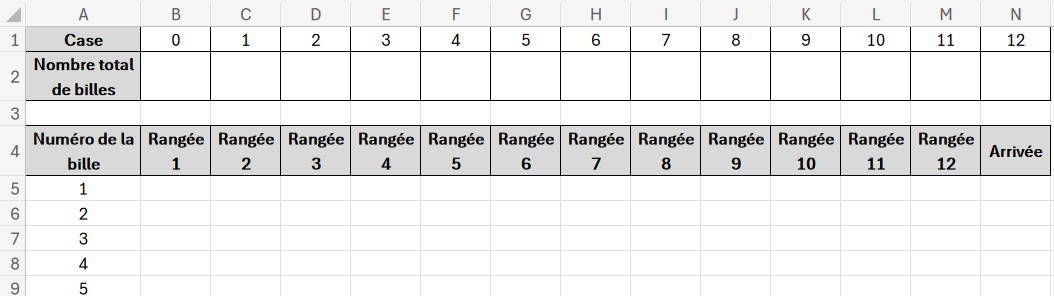 A B C D E F G H I J K L M N
1 Case 0 1 2 3 4 5 6 7 8 9 10 11 12
2 Nombre total de billes
3
4 Numéro de la bille Rangée 1 Rangée 2 Rangée 3 Rangée 4 Rangée 5 Rangée 6 Rangée 7 Rangée 8 Rangée 9 Rangée 10 Rangée 11 Rangée 12 Arrivée
5 1
6 2
7 3
8 4
9 5